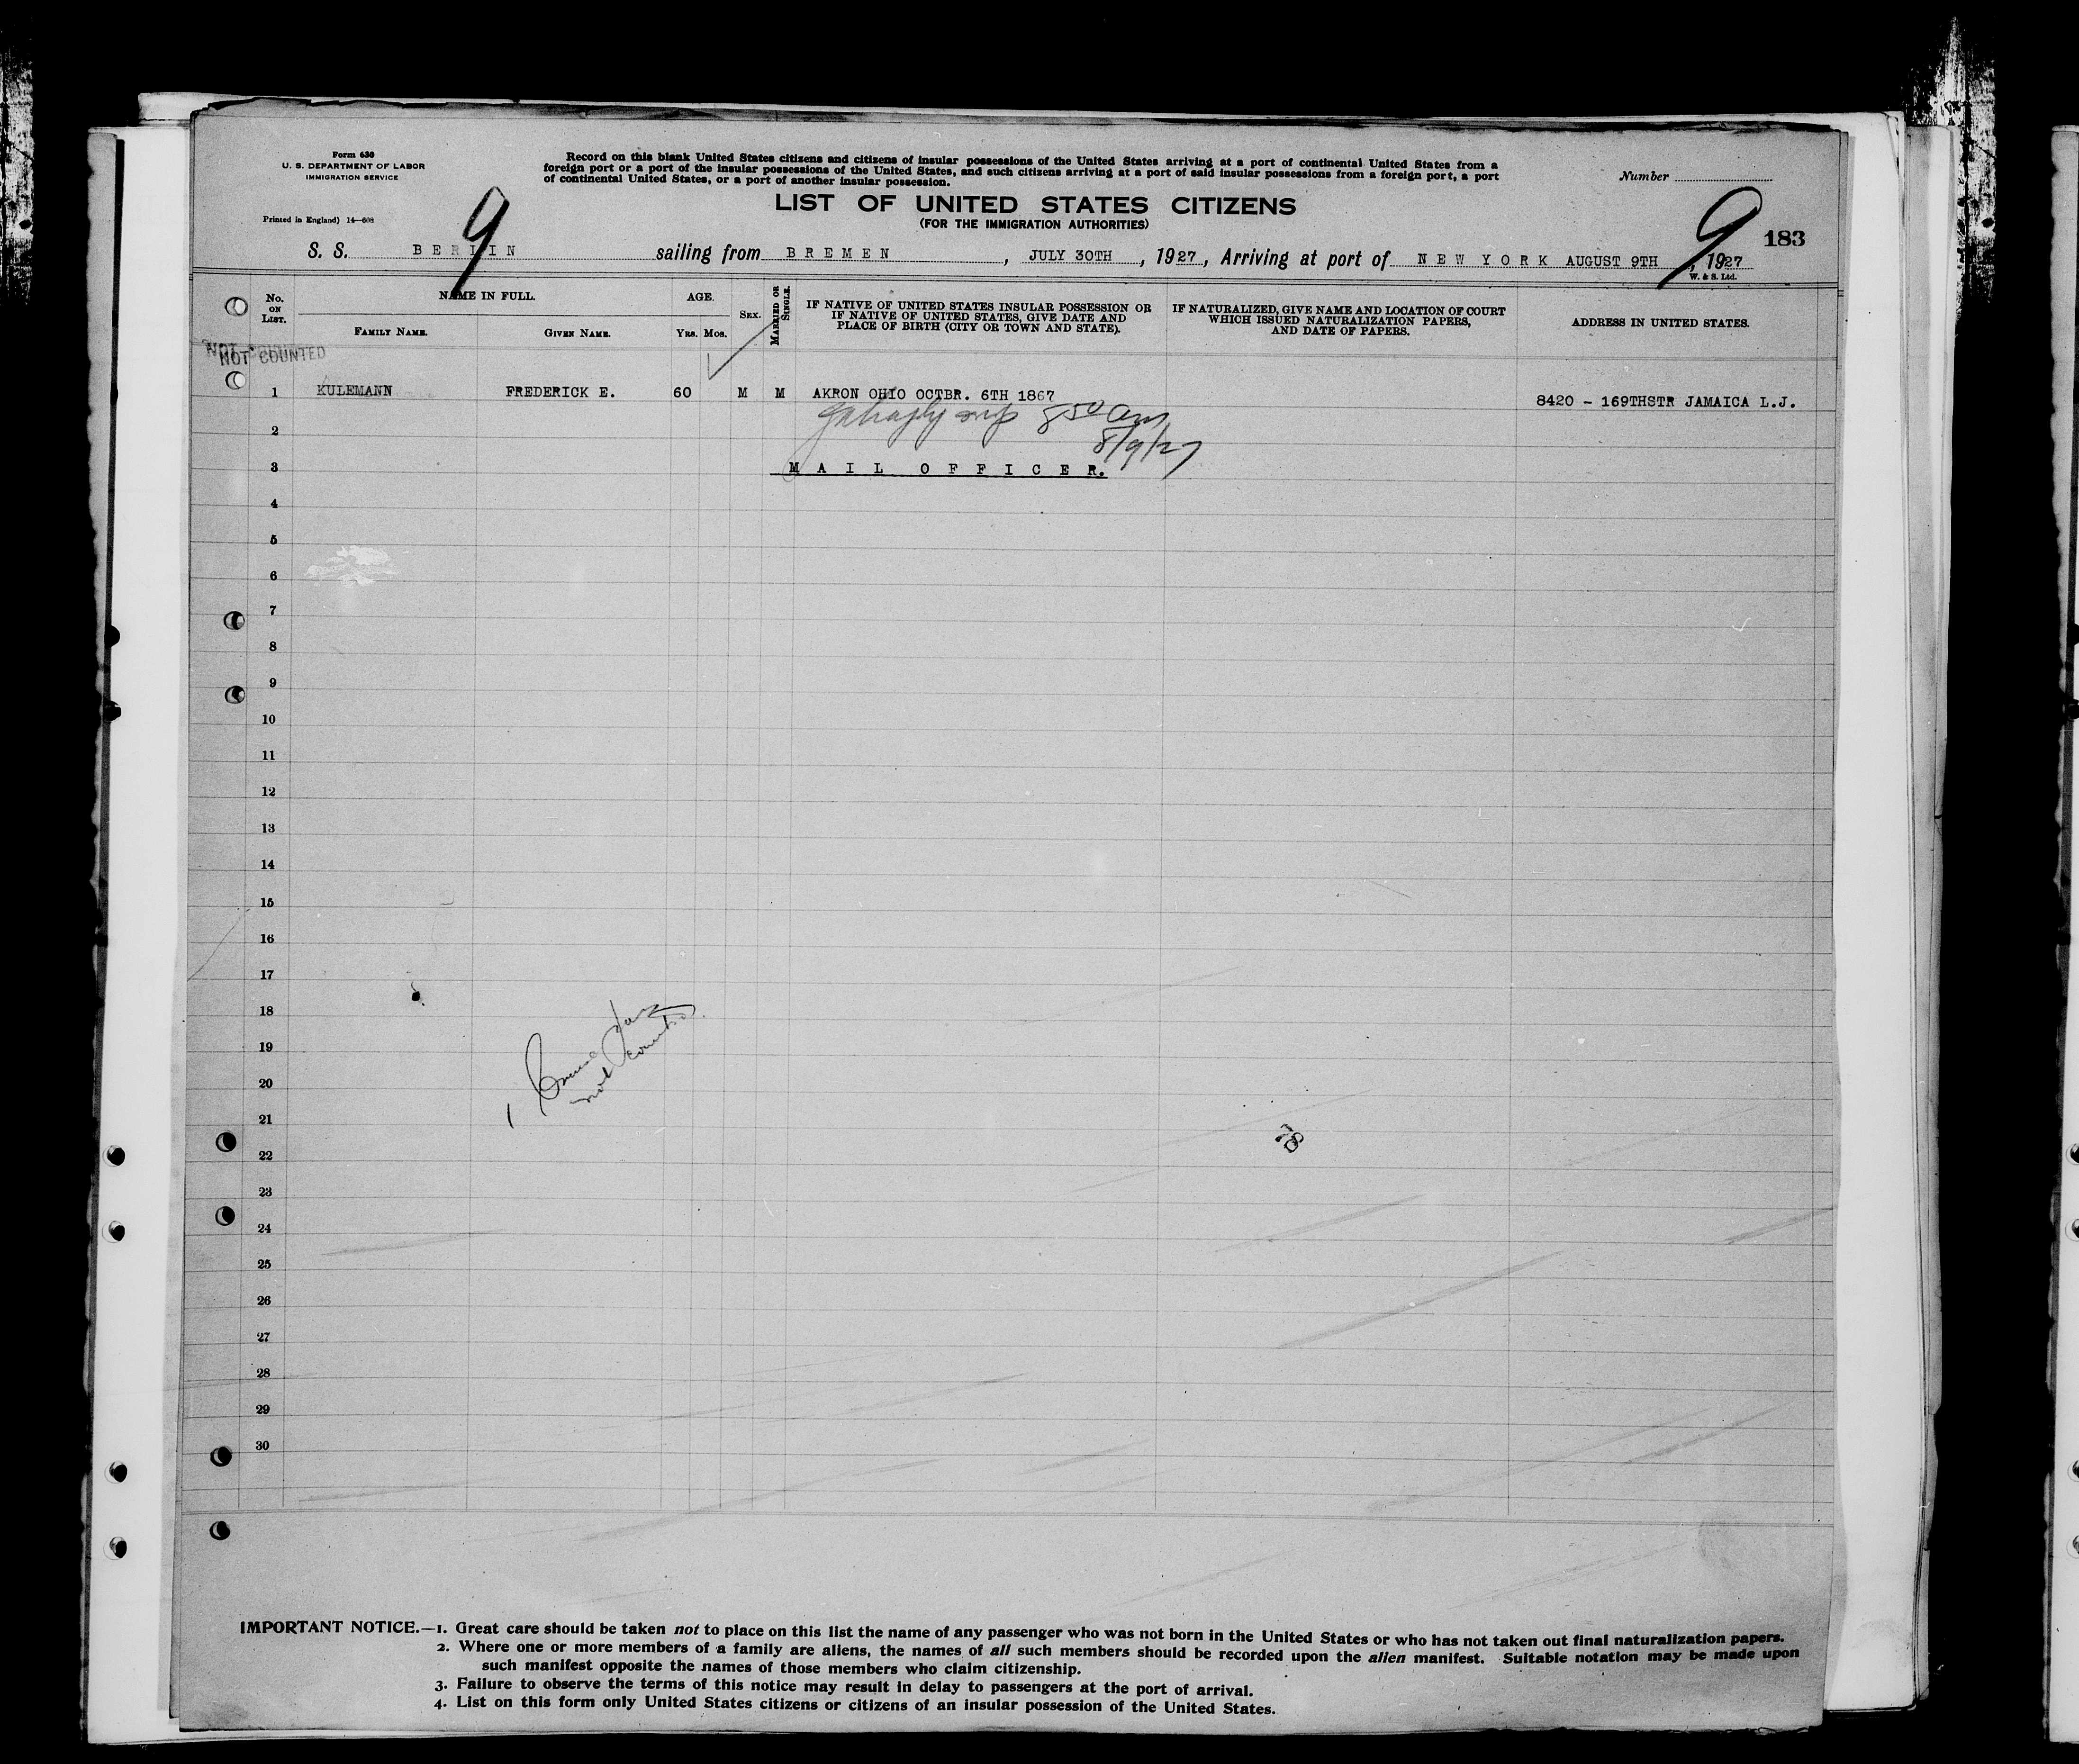 Form 630
U. S. DEPARTMENT OF LABOR
IMMIGRATION SERVICE
Printed in England) 14—608
Record on this blank United States citizens and citizens of insular possessions of the United States arriving at a port of continental United States from a
foreign port or a port of the insular possessions of the United States, and such citizens arriving at a port of said insular possessions from a foreign port, a port
of continental United States, or a port of another insular possession.
Number
LIST OF UNITED STATES CITIZENS
(FOR THE IMMIGRATION AUTHORITIES)
9
9
183
S. S. BERLIN sailing from BREMEN, JULY 30TH, 1927, Arriving at port of NEW YORK AUGUST 9TH, 1927
W. & S. Ltd.
No. ON LIST.
NAME IN FULL.
FAMILY NAME.
GIVEN NAME.
AGE.
YRS. MOS.
SEX.
MARRIED OR SINGLE.
IF NATIVE OF UNITED STATES INSULAR POSSESSION OR
IF NATIVE OF UNITED STATES, GIVE DATE AND
PLACE OF BIRTH (CITY OR TOWN AND STATE).
IF NATURALIZED, GIVE NAME AND LOCATION OF COURT
WHICH ISSUED NATURALIZATION PAPERS,
AND DATE OF PAPERS.
ADDRESS IN UNITED STATES.
NOT COUNTED
1 KULEMANN FREDERICK E. 60 M M AKRON OHIO OCTBR. 6TH 1867 8420 - 169THSTR JAMAICA L.J.
850 am
8/9/27
2
3 MAIL OFFICER.
4
5
6
7
8
9
10
11
12
13
14
15
16
17
18
19
20
21
22
23
24
25
26
27
28
29
30
not counted
IMPORTANT NOTICE.—1. Great care should be taken not to place on this list the name of any passenger who was not born in the United States or who has not taken out final naturalization papers.
2. Where one or more members of a family are aliens, the names of all such members should be recorded upon the alien manifest. Suitable notation may be made upon
such manifest opposite the names of those members who claim citizenship.
3. Failure to observe the terms of this notice may result in delay to passengers at the port of arrival.
4. List on this form only United States citizens or citizens of an insular possession of the United States.